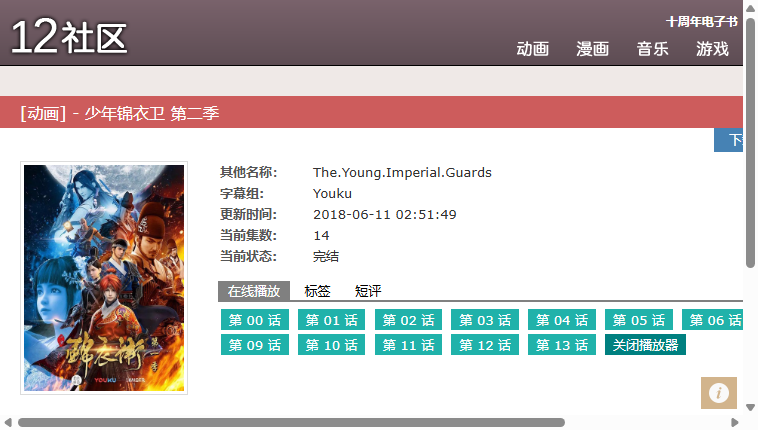 12社区
十周年电子书
动画 漫画 音乐 游戏
[动画] - 少年锦衣卫 第二季
其他名称: The.Young.Imperial.Guards
字幕组: Youku
更新时间: 2018-06-11 02:51:49
当前集数: 14
当前状态: 完结
在线播放 标签 短评
第 00 话 第 01 话 第 02 话 第 03 话 第 04 话 第 05 话 第 06 话
第 09 话 第 10 话 第 11 话 第 12 话 第 13 话 关闭播放器
錦衣衛
YOUKU
i